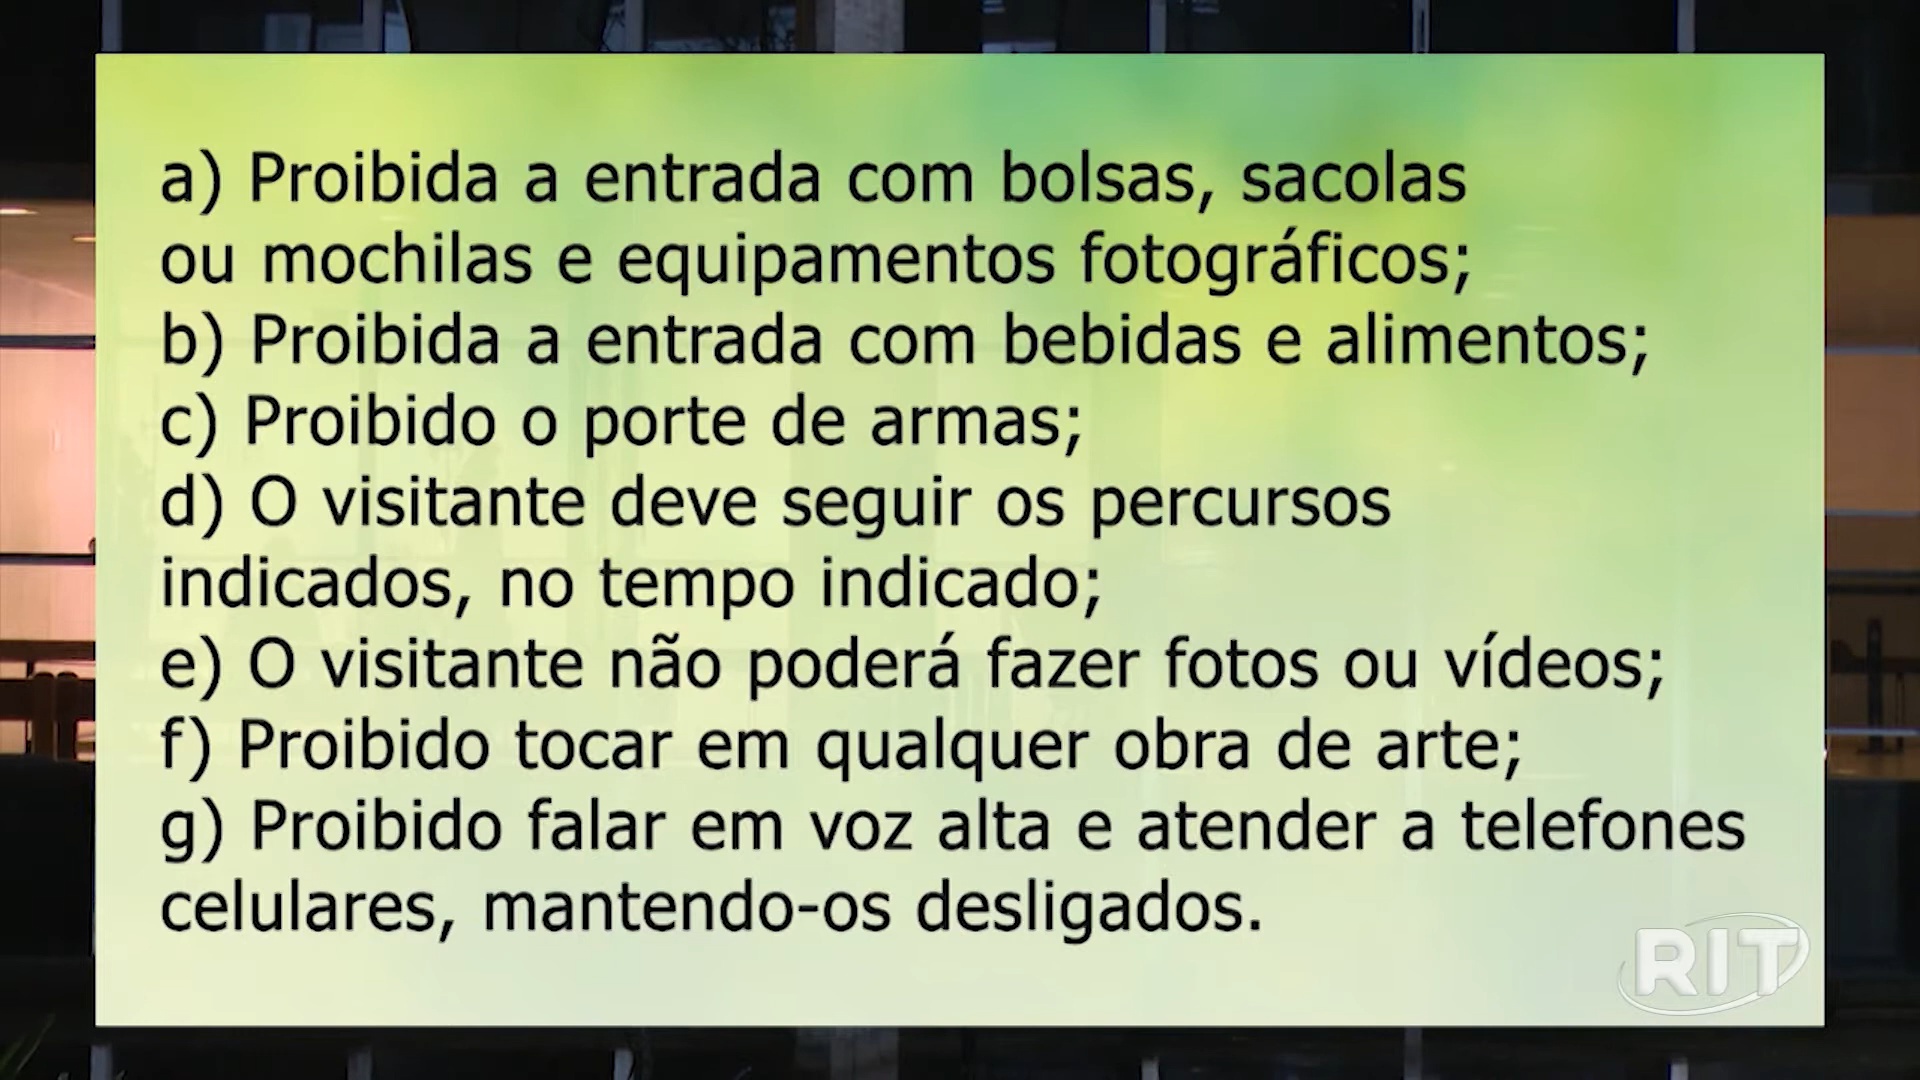 a) Proibida a entrada com bolsas, sacolas
ou mochilas e equipamentos fotográficos;
b) Proibida a entrada com bebidas e alimentos;
c) Proibido o porte de armas;
d) O visitante deve seguir os percursos
indicados, no tempo indicado;
e) O visitante não poderá fazer fotos ou vídeos;
f) Proibido tocar em qualquer obra de arte;
g) Proibido falar em voz alta e atender a telefones
celulares, mantendo-os desligados.
RIT